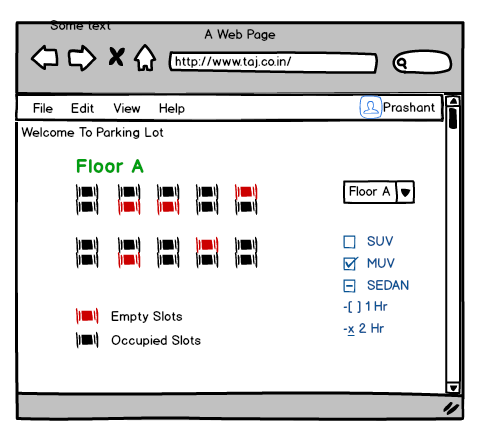 Some text
A Web Page
http://www.taj.co.in/
File Edit View Help
Prashant
Welcome To Parking Lot
Floor A
Floor A
SUV
MUV
SEDAN
-[ ] 1 Hr
-x 2 Hr
Empty Slots
Occupied Slots